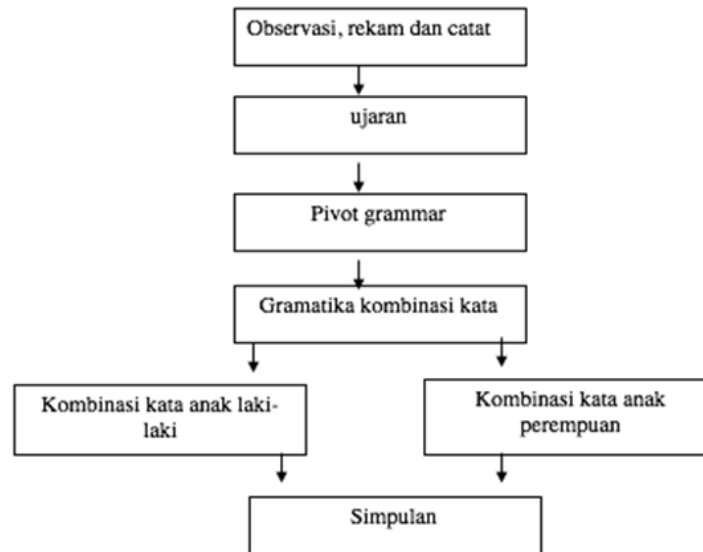 Observasi, rekam dan catat
ujaran
Pivot grammar
Gramatika kombinasi kata
Kombinasi kata anak laki-
laki
Kombinasi kata anak
perempuan
Simpulan